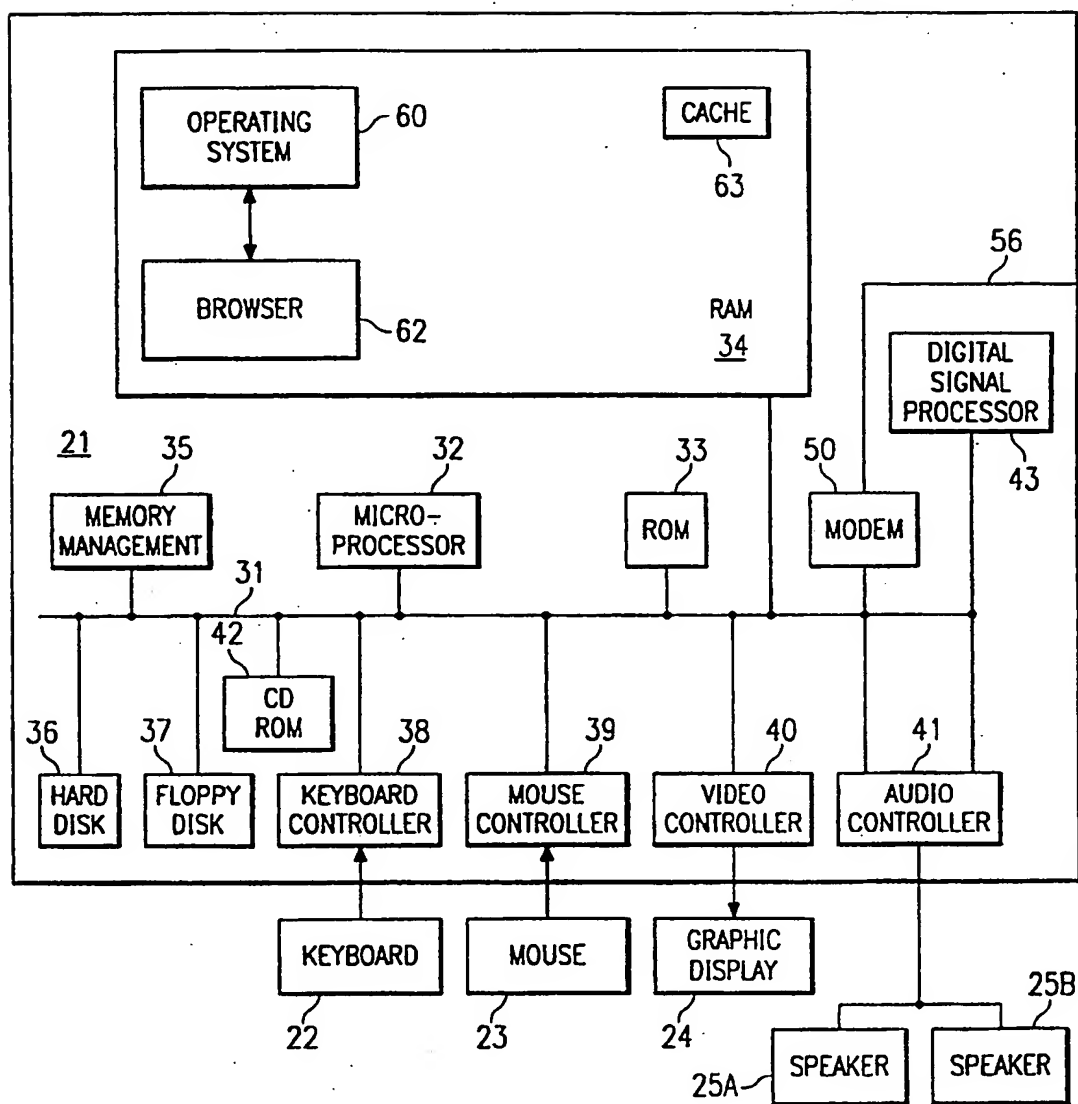 OPERATING
SYSTEM
60
CACHE
63
BROWSER
62
RAM
34
56
DIGITAL
SIGNAL
PROCESSOR
43
21
35
MEMORY
MANAGEMENT
32
MICRO-
PROCESSOR
33
ROM
50
MODEM
31
42
CD
ROM
36
HARD
DISK
37
FLOPPY
DISK
38
KEYBOARD
CONTROLLER
39
MOUSE
CONTROLLER
40
VIDEO
CONTROLLER
41
AUDIO
CONTROLLER
KEYBOARD
22
MOUSE
23
GRAPHIC
DISPLAY
24
25A
SPEAKER
25B
SPEAKER